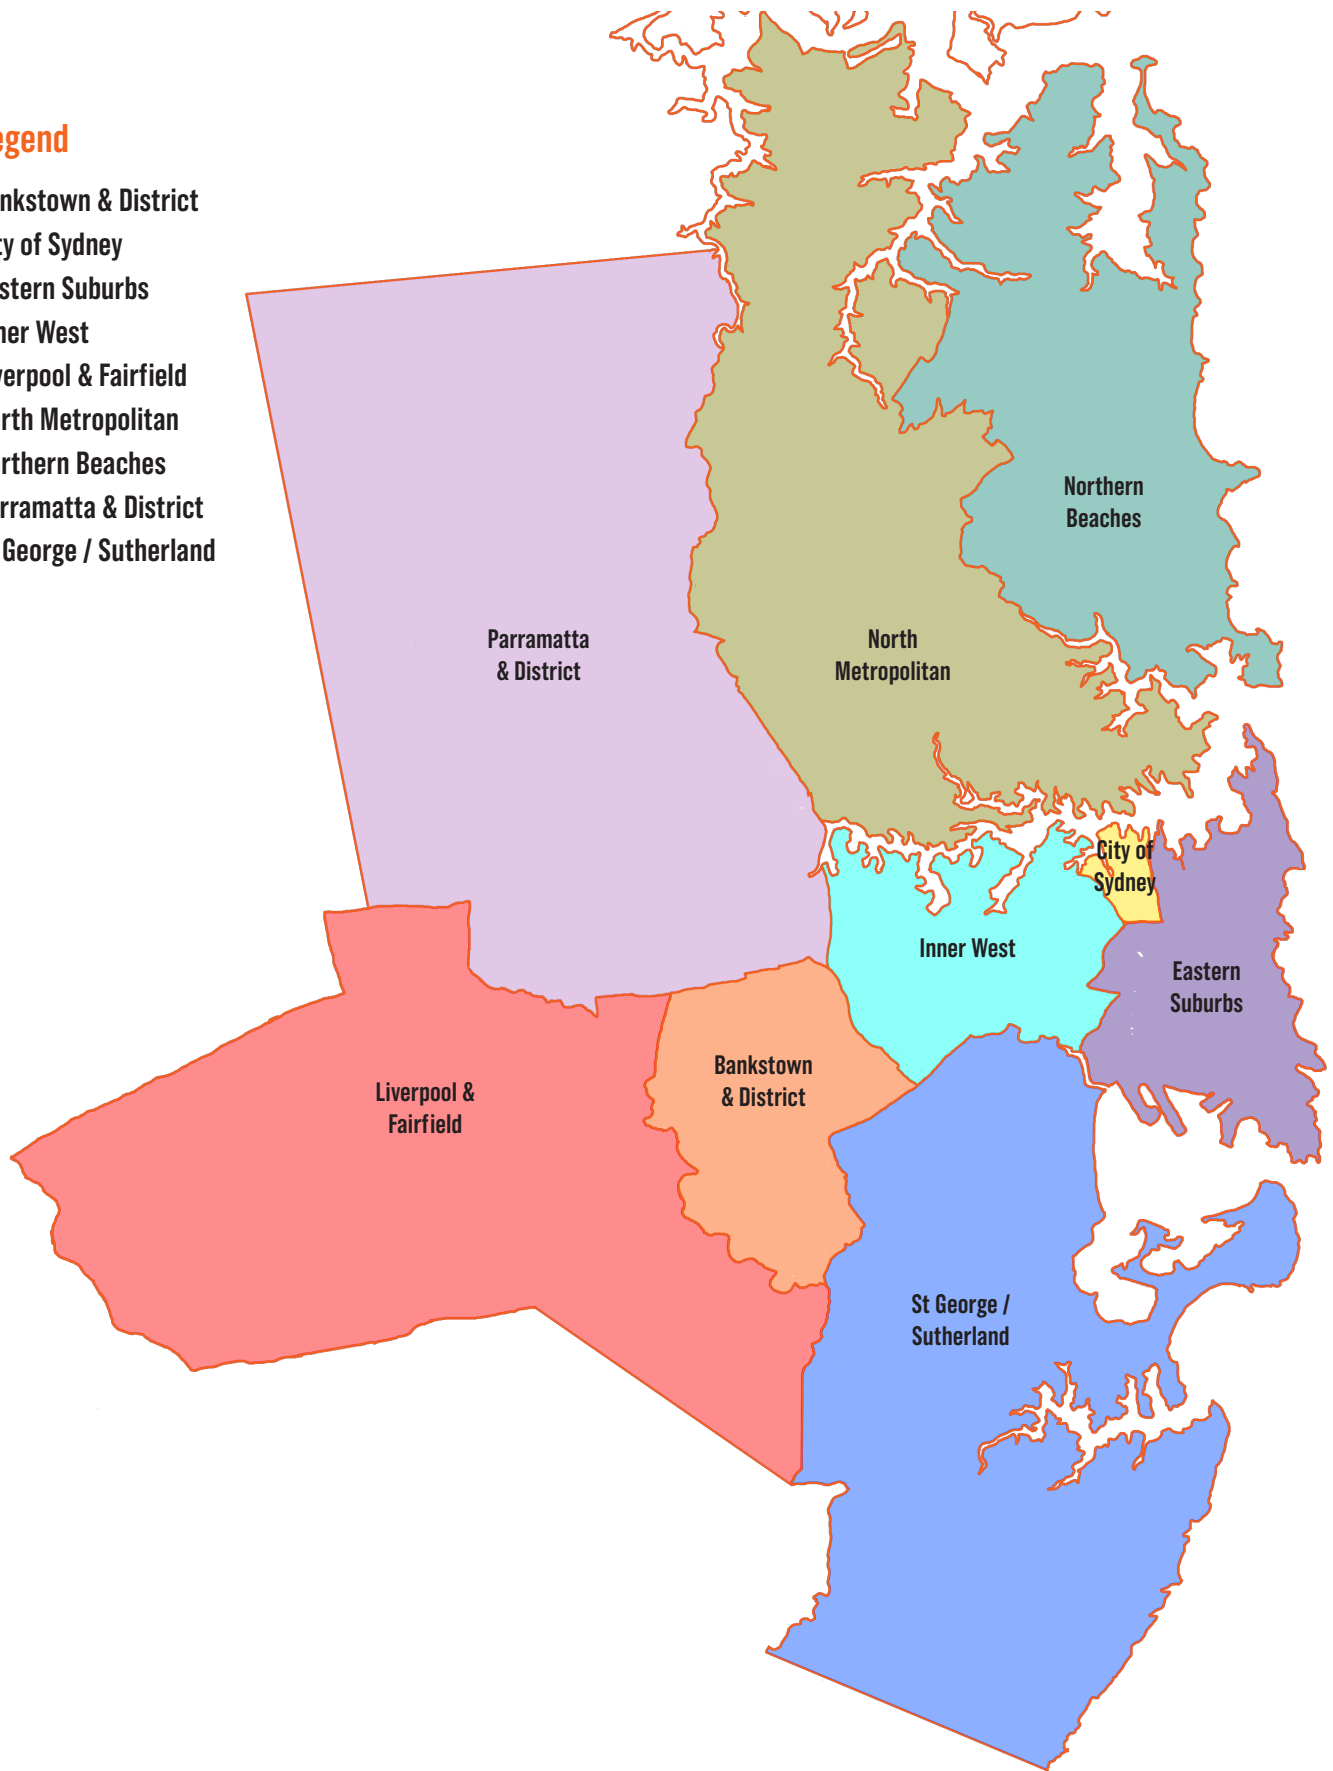 egend
nkstown & District
ty of Sydney
stern Suburbs
ner West
verpool & Fairfield
rth Metropolitan
rthern Beaches
rramatta & District
George / Sutherland
Northern
Beaches
Parramatta
& District
North
Metropolitan
City of
Sydney
Inner West
Eastern
Suburbs
Bankstown
& District
Liverpool &
Fairfield
St George /
Sutherland